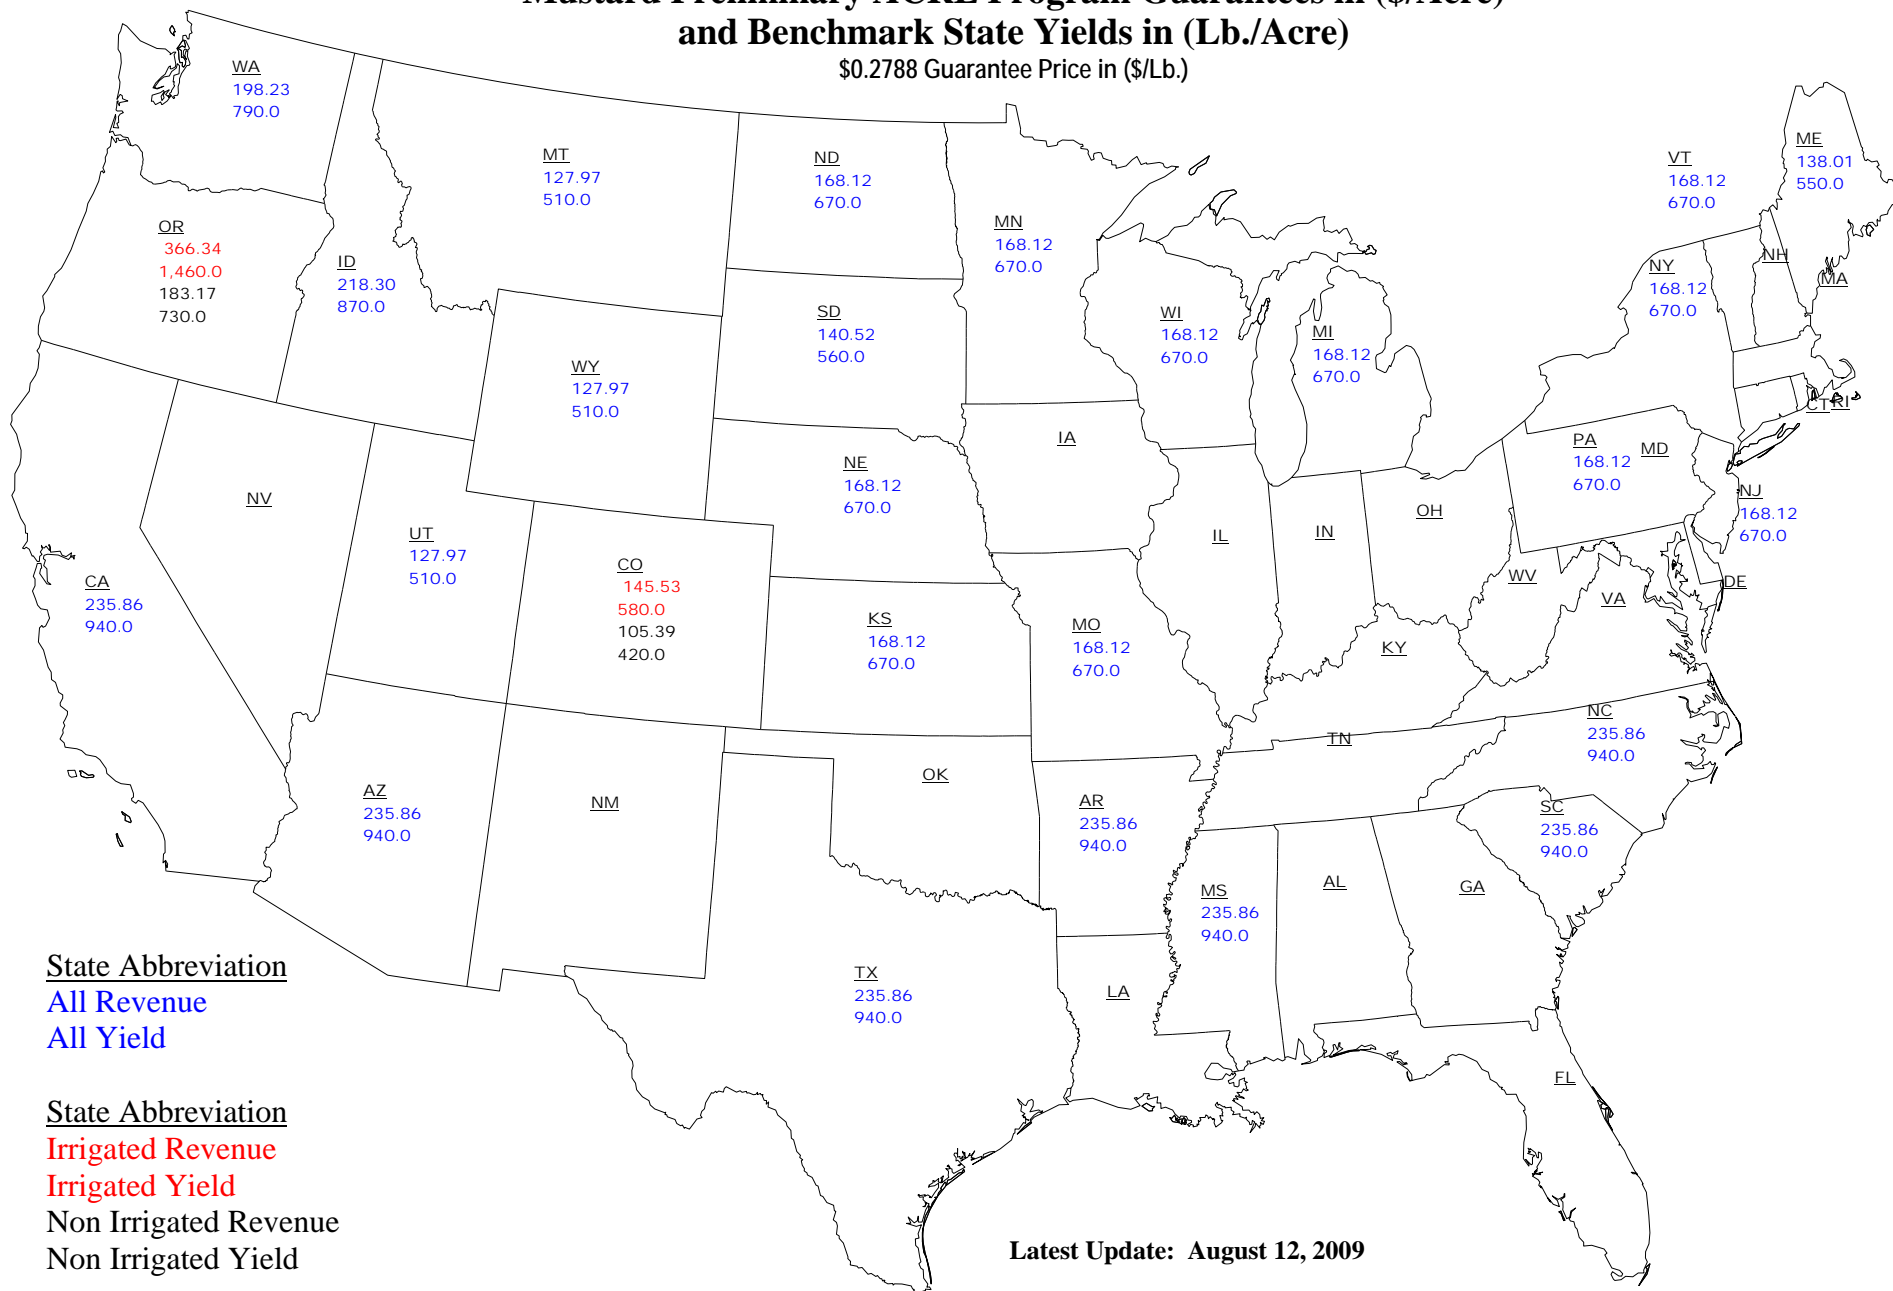 Mustard Preliminary ACRE Program Guarantees in ($/Acre)
and Benchmark State Yields in (Lb./Acre)
$0.2788 Guarantee Price in ($/Lb.)
WA
198.23
790.0
MT
127.97
510.0
ND
168.12
670.0
MN
168.12
670.0
VT
168.12
670.0
ME
138.01
550.0
OR
366.34
1,460.0
183.17
730.0
ID
218.30
870.0
WY
127.97
510.0
SD
140.52
560.0
WI
168.12
670.0
MI
168.12
670.0
NY
168.12
670.0
NH
MA
CT
RI
IA
NE
168.12
670.0
PA
168.12
670.0
MD
NJ
168.12
670.0
NV
UT
127.97
510.0
CO
145.53
580.0
105.39
420.0
IL
IN
OH
WV
VA
DE
CA
235.86
940.0
KS
168.12
670.0
MO
168.12
670.0
KY
TN
NC
235.86
940.0
AZ
235.86
940.0
NM
OK
AR
235.86
940.0
SC
235.86
940.0
MS
235.86
940.0
AL
GA
TX
235.86
940.0
LA
FL
State Abbreviation
All Revenue
All Yield
State Abbreviation
Irrigated Revenue
Irrigated Yield
Non Irrigated Revenue
Non Irrigated Yield
Latest Update: August 12, 2009